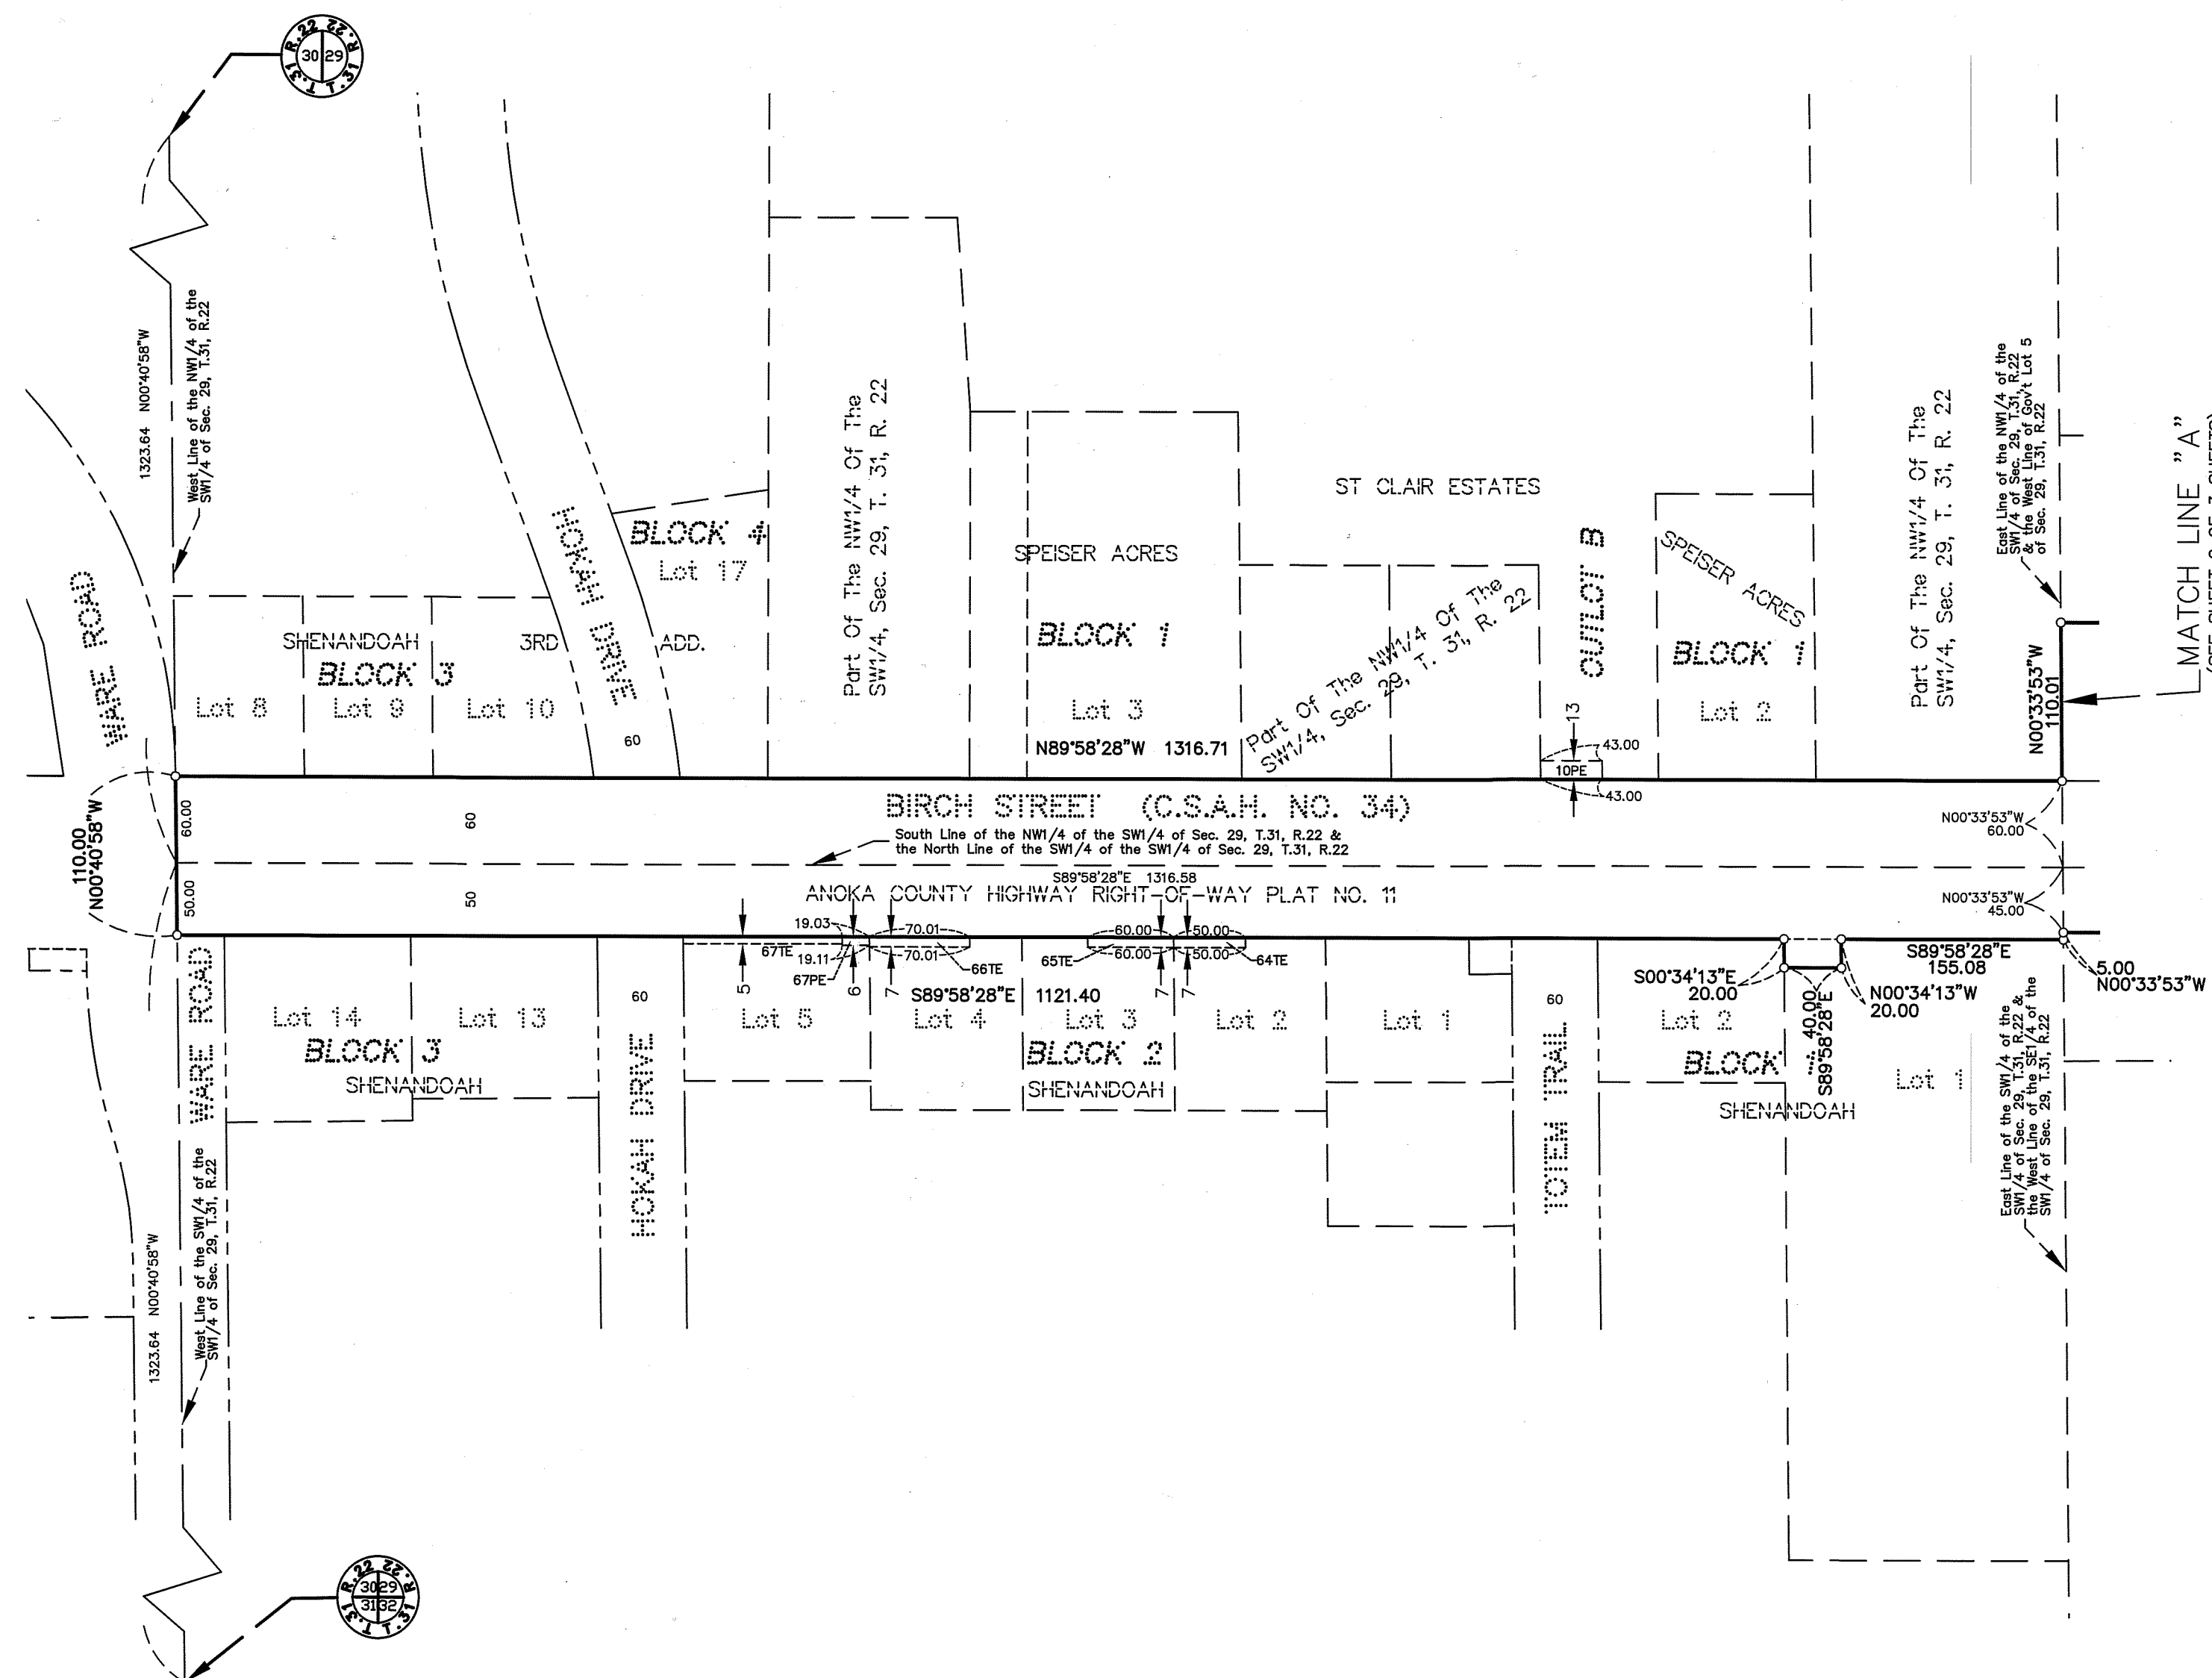 T.31 R.22
30 29
T.31 R.22
1323.64 N00°40'58"W
West Line of the NW1/4 of the
SW1/4 of Sec. 29, T.31, R.22
WARE ROAD
HOKAH DRIVE
60
BLOCK 4
Lot 17
SHENANDOAH 3RD ADD.
BLOCK 3
Lot 8
Lot 9
Lot 10
Part Of The NW1/4 Of The
SW1/4, Sec. 29, T. 31, R. 22
SPEISER ACRES
BLOCK 1
Lot 3
N89°58'28"W 1316.71
ST CLAIR ESTATES
Part Of The NW1/4 Of The
SW1/4, Sec. 29, T. 31, R. 22
OUTLOT B
13
43.00
10PE
43.00
SPEISER ACRES
BLOCK 1
Lot 2
Part Of The NW1/4 Of The
SW1/4, Sec. 29, T. 31, R. 22
East Line of the NW1/4 of the
SW1/4 of Sec. 29, T.31, R.22
& the West Line of Gov't Lot 5
of Sec. 29, T.31, R.22
N00°33'53"W
110.01
MATCH LINE "A"
110.00
N00°40'58"W
60.00
60
BIRCH STREET (C.S.A.H. NO. 34)
South Line of the NW1/4 of the SW1/4 of Sec. 29, T.31, R.22 &
the North Line of the SW1/4 of the SW1/4 of Sec. 29, T.31, R.22
N00°33'53"W
60.00
S89°58'28"E 1316.58
ANOKA COUNTY HIGHWAY RIGHT-OF-WAY PLAT NO. 11
50.00
50
N00°33'53"W
45.00
19.03
70.01
60.00
50.00
67TE
19.11
70.01
66TE
65TE
60.00
50.00
64TE
67PE
5
6
7
7
7
S89°58'28"E 1121.40
S00°34'13"E
20.00
40.00
S89°58'28"E
N00°34'13"W
20.00
S89°58'28"E
155.08
5.00
N00°33'53"W
WARE ROAD
Lot 14
Lot 13
BLOCK 3
SHENANDOAH
60
HOKAH DRIVE
Lot 5
Lot 4
Lot 3
Lot 2
Lot 1
BLOCK 2
SHENANDOAH
60
TOTEM TRAIL
Lot 2
BLOCK 1
Lot 1
SHENANDOAH
East Line of the SW1/4 of the
SW1/4 of Sec. 29, T.31, R.22 &
the West Line of the SE1/4 of the
SW1/4 of Sec. 29, T.31, R.22
West Line of the SW1/4 of the
SW1/4 of Sec. 29, T.31, R.22
1323.64 N00°40'58"W
T.31 R.22
30 29
31 32
T.31 R.22